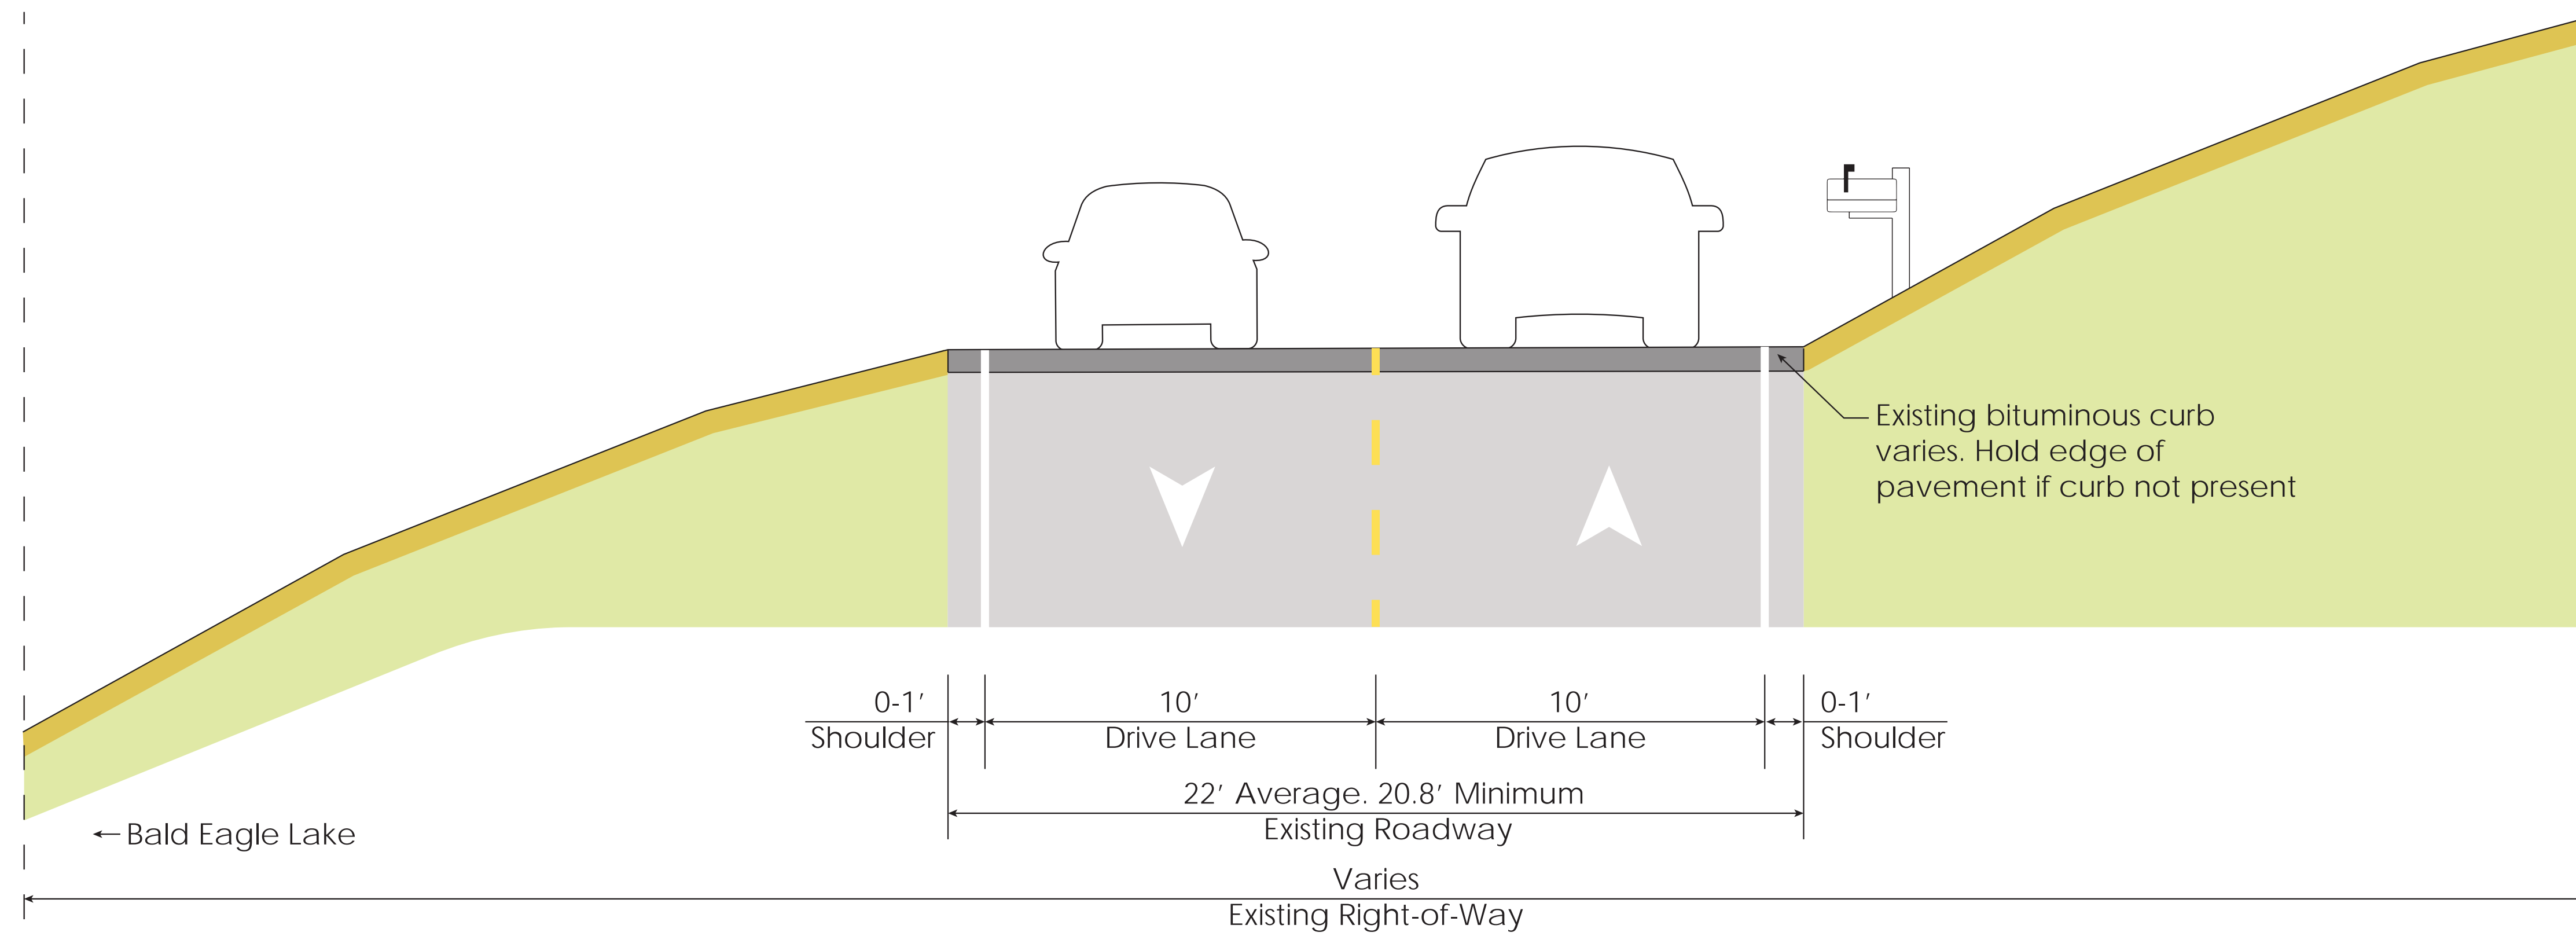 Existing bituminous curb
varies. Hold edge of
pavement if curb not present
0-1’
10’
10’
0-1’
Shoulder
Drive Lane
Drive Lane
Shoulder
22’ Average. 20.8’ Minimum
Existing Roadway
Bald Eagle Lake
Varies
Existing Right-of-Way